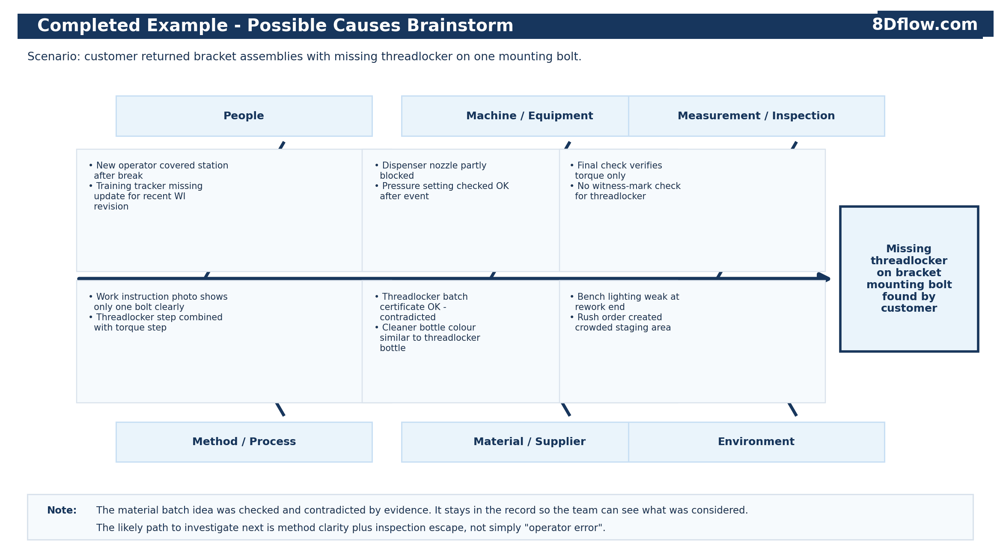 Completed Example - Possible Causes Brainstorm
8Dflow.com
Scenario: customer returned bracket assemblies with missing threadlocker on one mounting bolt.
People
Machine / Equipment
Measurement / Inspection
• New operator covered station
after break
• Training tracker missing
update for recent WI
revision
• Dispenser nozzle partly
blocked
• Pressure setting checked OK
after event
• Final check verifies
torque only
• No witness-mark check
for threadlocker
Missing
threadlocker
on bracket
mounting bolt
found by
customer
• Work instruction photo shows
only one bolt clearly
• Threadlocker step combined
with torque step
• Threadlocker batch
certificate OK -
contradicted
• Cleaner bottle colour
similar to threadlocker
bottle
• Bench lighting weak at
rework end
• Rush order created
crowded staging area
Method / Process
Material / Supplier
Environment
Note: The material batch idea was checked and contradicted by evidence. It stays in the record so the team can see what was considered.
The likely path to investigate next is method clarity plus inspection escape, not simply "operator error".